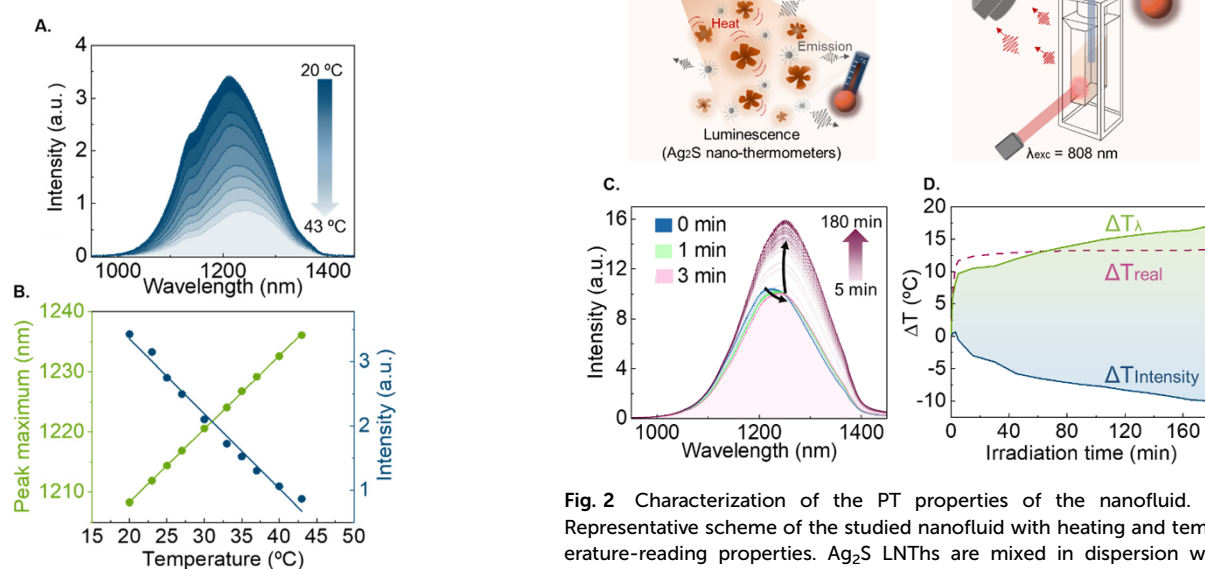 A.
4
3
2
1
0
Intensity (a.u.)
20 ºC
43 ºC
1000
1200
1400
Wavelength (nm)
B.
1240
1230
1220
1210
Peak maximum (nm)
3
2
1
Intensity (a.u.)
15 20 25 30 35 40 45 50
Temperature (ºC)
Heat
Emission
Luminescence
(Ag2S nano-thermometers)
λexc = 808 nm
C.
16
12
8
4
0
Intensity (a.u.)
0 min
1 min
3 min
180 min
5 min
1000
1200
1400
Wavelength (nm)
D.
20
15
10
5
0
-5
-10
ΔT (ºC)
ΔTλ
ΔTreal
ΔTIntensity
0 40 80 120 160
Irradiation time (min)
Fig. 2 Characterization of the PT properties of the nanofluid.
Representative scheme of the studied nanofluid with heating and tem
erature-reading properties. Ag₂S LNThs are mixed in dispersion w